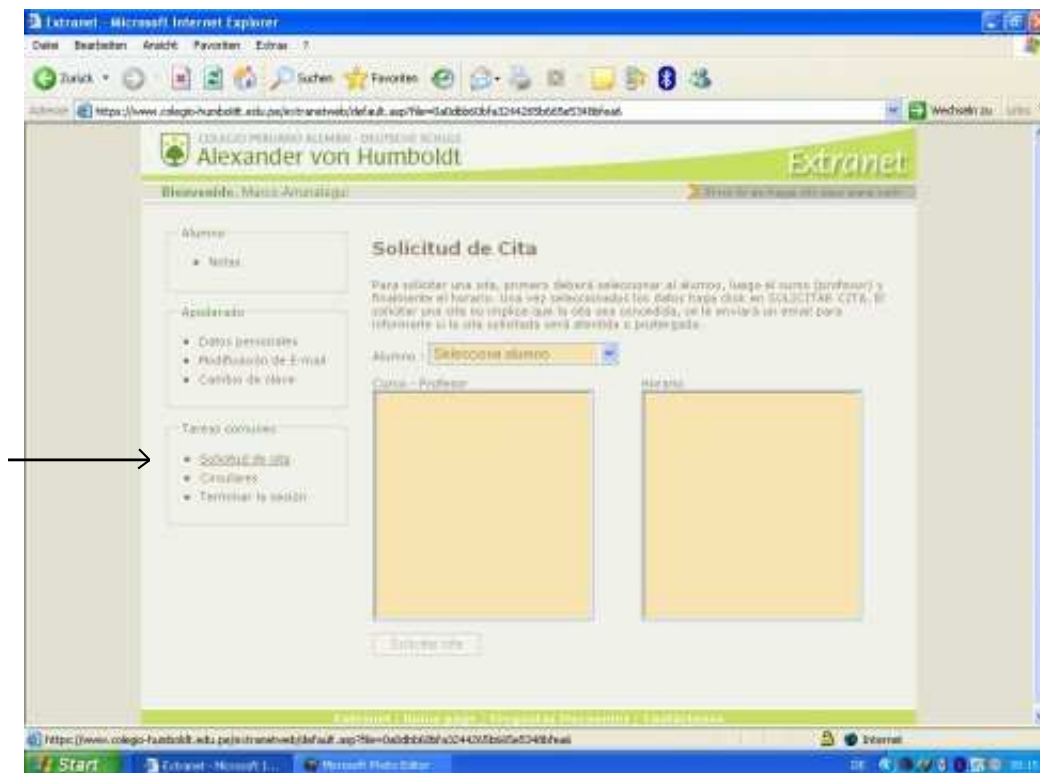 Extranet - Microsoft Internet Explorer
Datei Bearbeiten Ansicht Favoriten Extras ?
Zurück Suchen Favoriten
Wechseln zu Links
COLEGIO PERUANO ALEMÁN - DEUTSCHE SCHULE
Alexander von Humboldt
Extranet
Bienvenido, Marco
Alumno
Notas
Apoderado
Datos personales
Modificación de E-mail
Cambio de clave
Tareas comunes
Solicitud de cita
Circulares
Terminar la sesión
Solicitud de Cita
Para solicitar una cita, primero deberá seleccionar al alumno, luego el curso (profesor) y
finalmente el horario. Una vez seleccionados los datos haga click en SOLICITAR CITA. El
solicitar una cita no implica que la cita sea concedida, se le enviará un email para
informarle si la cita solicitada será atendida o postergada.
Alumno : Seleccione alumno
Curso - Profesor Horario
Solicitar cita
Extranet | Home page | Preguntas frecuentes | Contáctenos
Internet
Start Extranet - Microsoft I... Microsoft Photo Editor DE